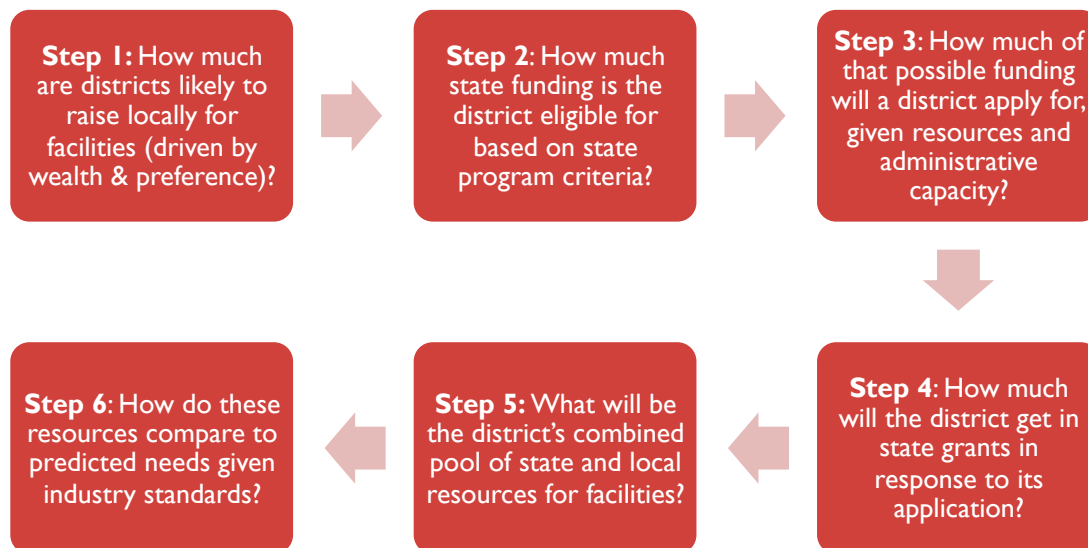 Step 1: How much
are districts likely to
raise locally for
facilities (driven by
wealth & preference)?
Step 2: How much
state funding is the
district eligible for
based on state
program criteria?
Step 3: How much of
that possible funding
will a district apply for,
given resources and
administrative
capacity?
Step 4: How much
will the district get in
state grants in
response to its
application?
Step 5: What will be
the district's combined
pool of state and local
resources for facilities?
Step 6: How do these
resources compare to
predicted needs given
industry standards?